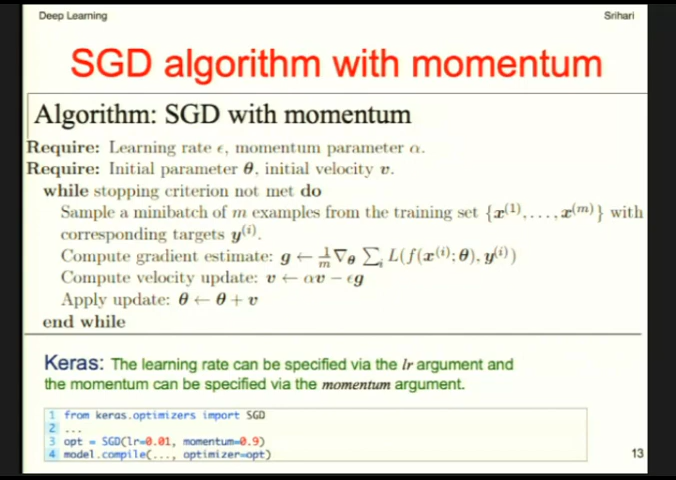 Deep Learning
Srihari
SGD algorithm with momentum
Algorithm: SGD with momentum
Require: Learning rate ϵ, momentum parameter α.
Require: Initial parameter θ, initial velocity v.
while stopping criterion not met do
Sample a minibatch of m examples from the training set {x⁽¹⁾, . . . , x⁽ᵐ⁾} with
corresponding targets y⁽ⁱ⁾.
Compute gradient estimate: g ← 1/m ∇θ ∑ᵢ L(f(x⁽ⁱ⁾; θ), y⁽ⁱ⁾)
Compute velocity update: v ← αv − ϵg
Apply update: θ ← θ + v
end while
Keras: The learning rate can be specified via the lr argument and
the momentum can be specified via the momentum argument.
1 from keras.optimizers import SGD
2 ...
3 opt = SGD(lr=0.01, momentum=0.9)
4 model.compile(..., optimizer=opt)
13